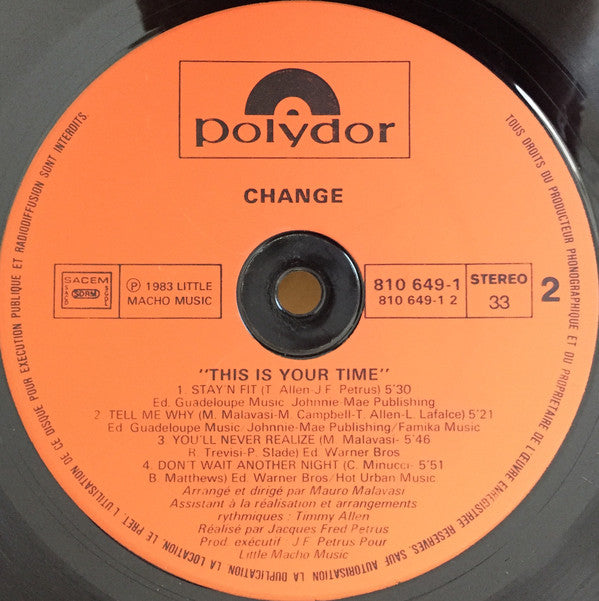 polydor
CHANGE
SACEM
SACD SDRM SGDL
Ⓟ 1983 LITTLE
MACHO MUSIC
810 649-1
810 649-1 2
STEREO
33
2
"THIS IS YOUR TIME"
1. STAY'N FIT (T. Allen-J.F. Petrus) 5'30
Ed. Guadeloupe Music. Johnnie-Mae Publishing
2. TELL ME WHY (M. Malavasi-M. Campbell-T. Allen-L. Lafalce) 5'21
Ed. Guadeloupe Music. Johnnie-Mae Publishing/Famika Music
3. YOU'LL NEVER REALIZE (M. Malavasi- 5'46
R. Trevisi-P. Slade) Ed. Warner Bros
4. DON'T WAIT ANOTHER NIGHT (C. Minucci- 5'51
B. Matthews) Ed. Warner Bros/Hot Urban Music
Arrangé et dirigé par Mauro Malavasi
Assistant à la réalisation et arrangements
rythmiques : Timmy Allen
Réalisé par Jacques Fred Petrus
Prod. exécutif : J.F. Petrus Pour
Little Macho Music
TOUS DROITS DU PRODUCTEUR PHONOGRAPHIQUE ET DU PROPRIETAIRE DE L'ŒUVRE ENREGISTREE RESERVES. SAUF AUTORISATION LA DUPLICATION LA LOCATION, LE PRET L'UTILISATION DE CE DISQUE POUR EXECUTION PUBLIQUE ET RADIODIFFUSION SONT INTERDITS.